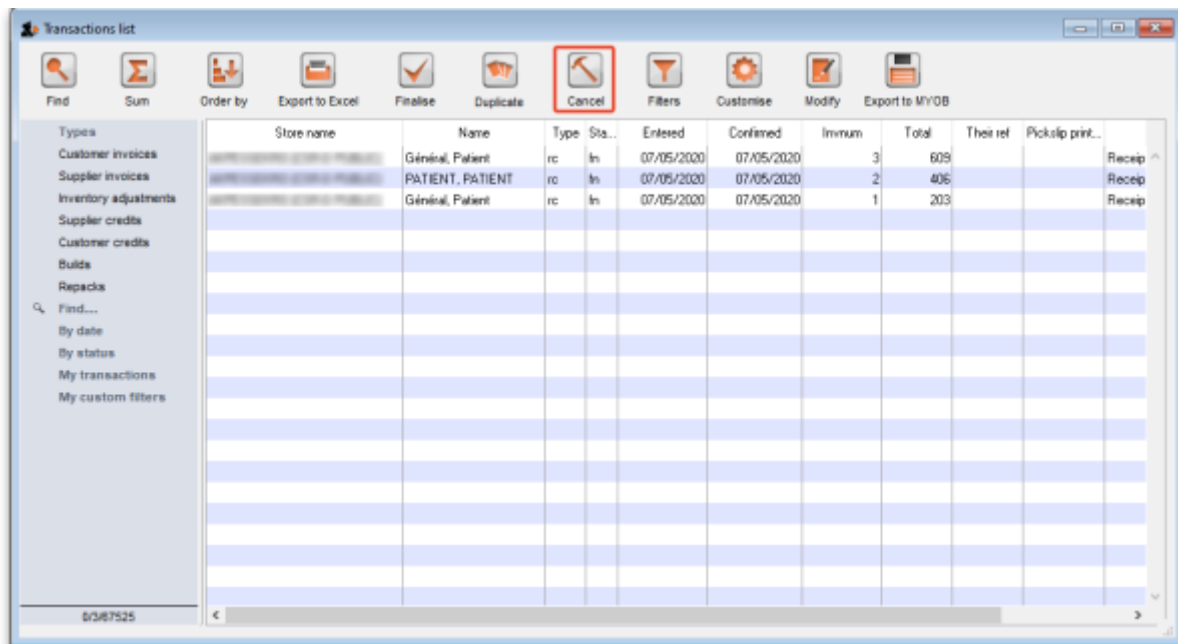 Transactions list
Find Sum Order by Export to Excel Finalise Duplicate Cancel Filters Customise Modify Export to MYOB
Types
Customer invoices
Supplier invoices
Inventory adjustments
Supplier credits
Customer credits
Builds
Repacks
Find....
By date
By status
My transactions
My custom filters
0/3/67525
Store name Name Type Sta... Entered Confirmed Invnum Total Their ref Pickslip print...
Général, Patient rc fn 07/05/2020 07/05/2020 3 609 Receip
PATIENT, PATIENT rc fn 07/05/2020 07/05/2020 2 406 Receip
Général, Patient rc fn 07/05/2020 07/05/2020 1 203 Receip